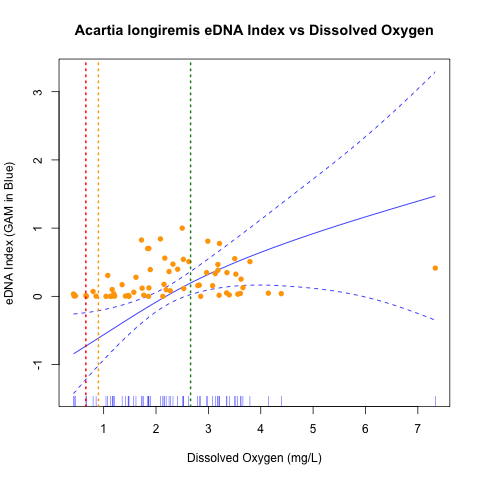 Acartia longiremis eDNA Index vs Dissolved Oxygen
eDNA Index (GAM in Blue)
3
2
1
0
-1
1 2 3 4 5 6 7
Dissolved Oxygen (mg/L)